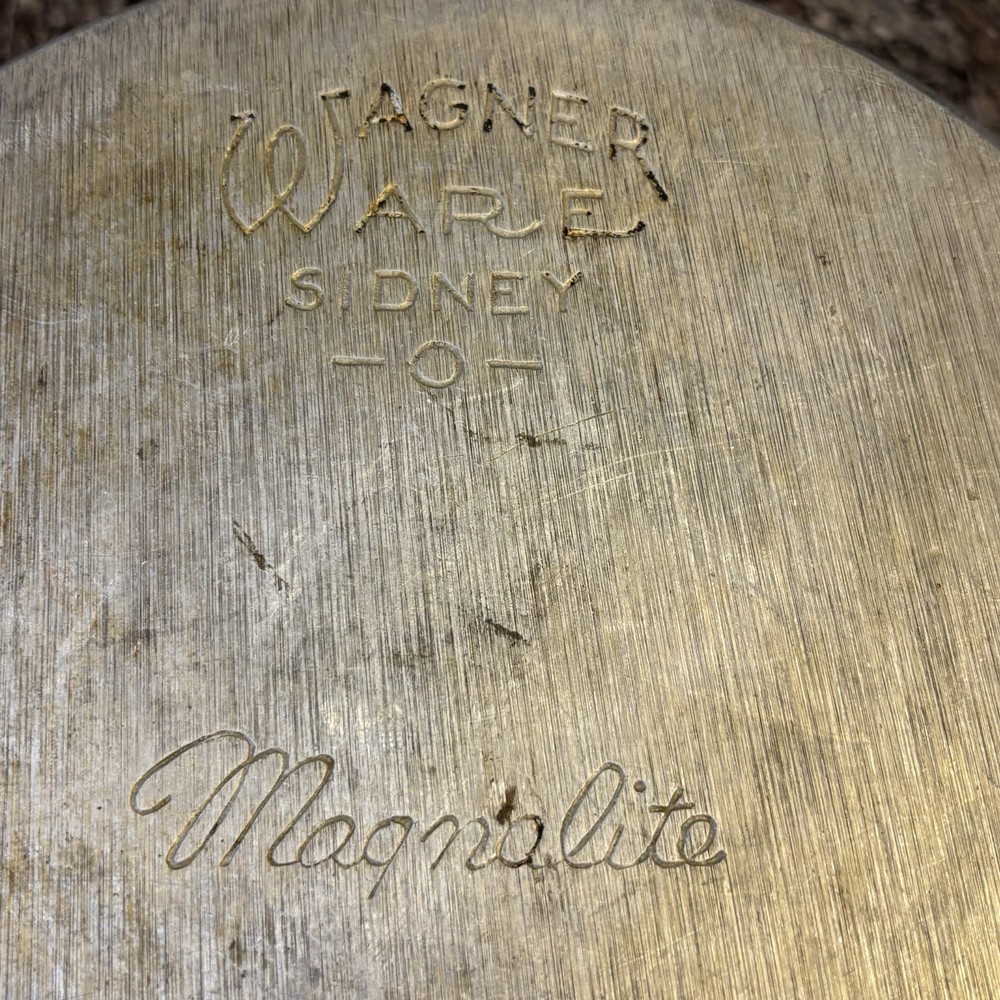 WAGNER
WARE
SIDNEY
-O-
Magnalite